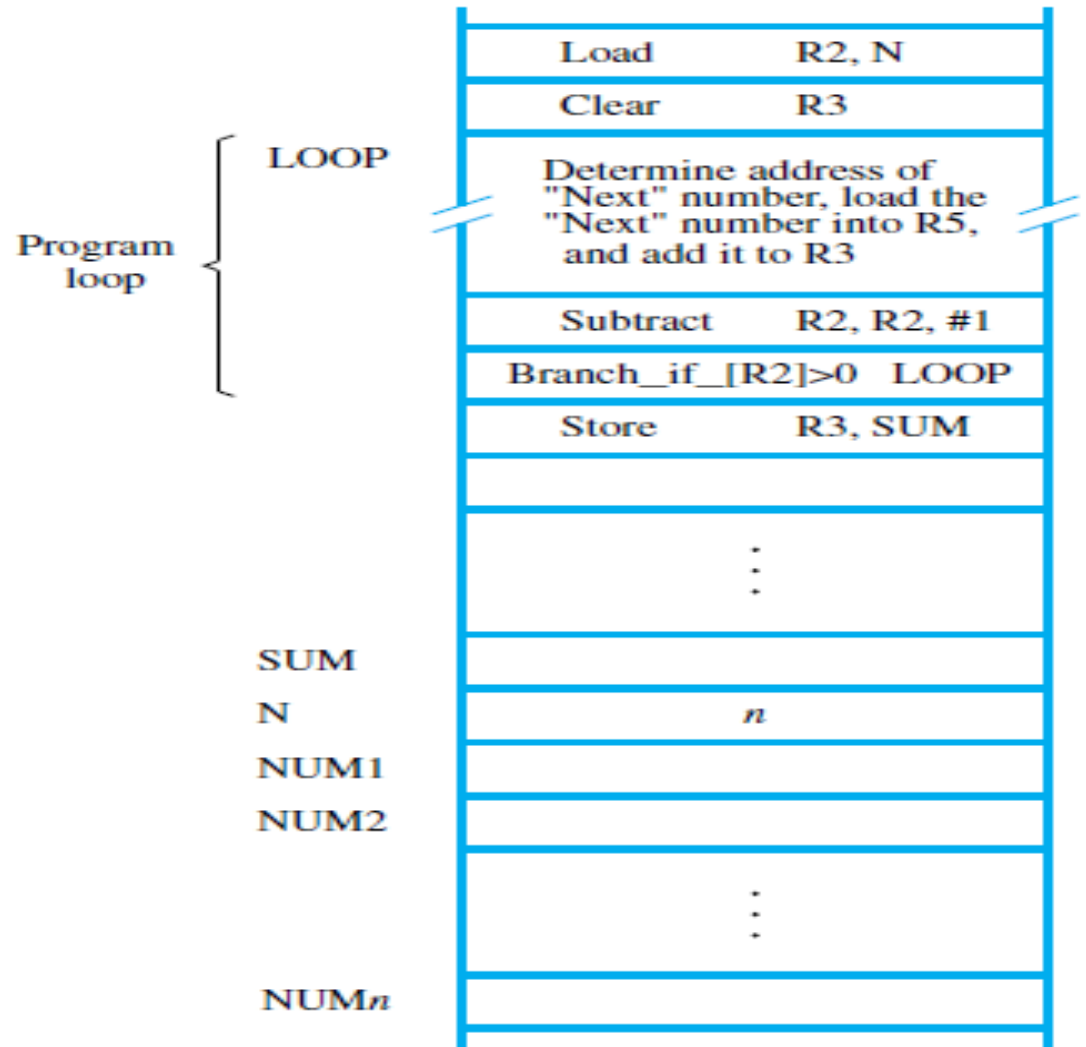 Load R2, N
Clear R3
LOOP
Determine address of
"Next" number, load the
"Next" number into R5,
and add it to R3
Program
loop
Subtract R2, R2, #1
Branch_if_[R2]>0 LOOP
Store R3, SUM
SUM
N n
NUM1
NUM2
NUMn